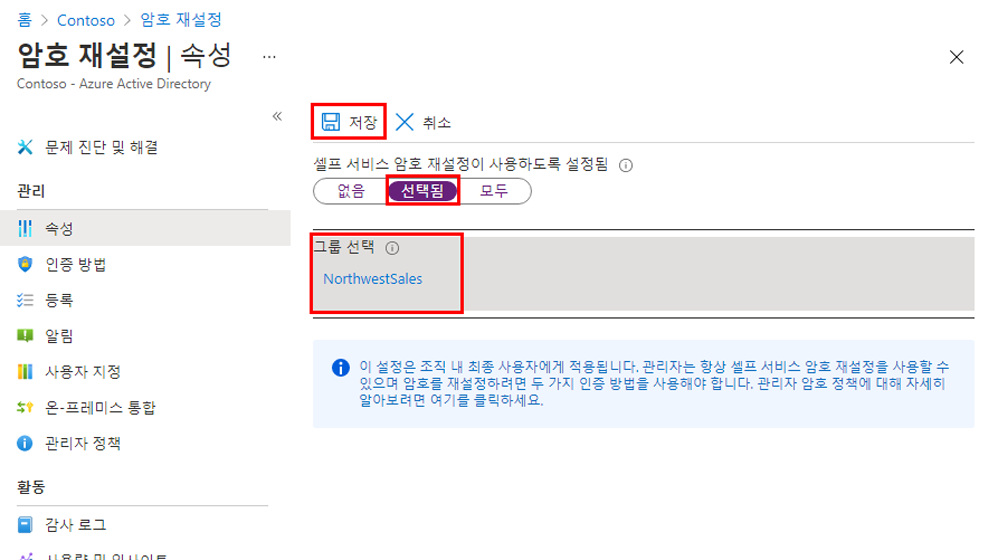 홈 > Contoso > 암호 재설정
암호 재설정 | 속성 ...
Contoso - Azure Active Directory
«
문제 진단 및 해결
관리
속성
인증 방법
등록
알림
사용자 지정
온-프레미스 통합
관리자 정책
활동
감사 로그
사용량 및 인사이트
저장 취소
셀프 서비스 암호 재설정이 사용하도록 설정됨
없음 선택됨 모두
그룹 선택
NorthwestSales
이 설정은 조직 내 최종 사용자에게 적용됩니다. 관리자는 항상 셀프 서비스 암호 재설정을 사용할 수
있으며 암호를 재설정하려면 두 가지 인증 방법을 사용해야 합니다. 관리자 암호 정책에 대해 자세히
알아보려면 여기를 클릭하세요.